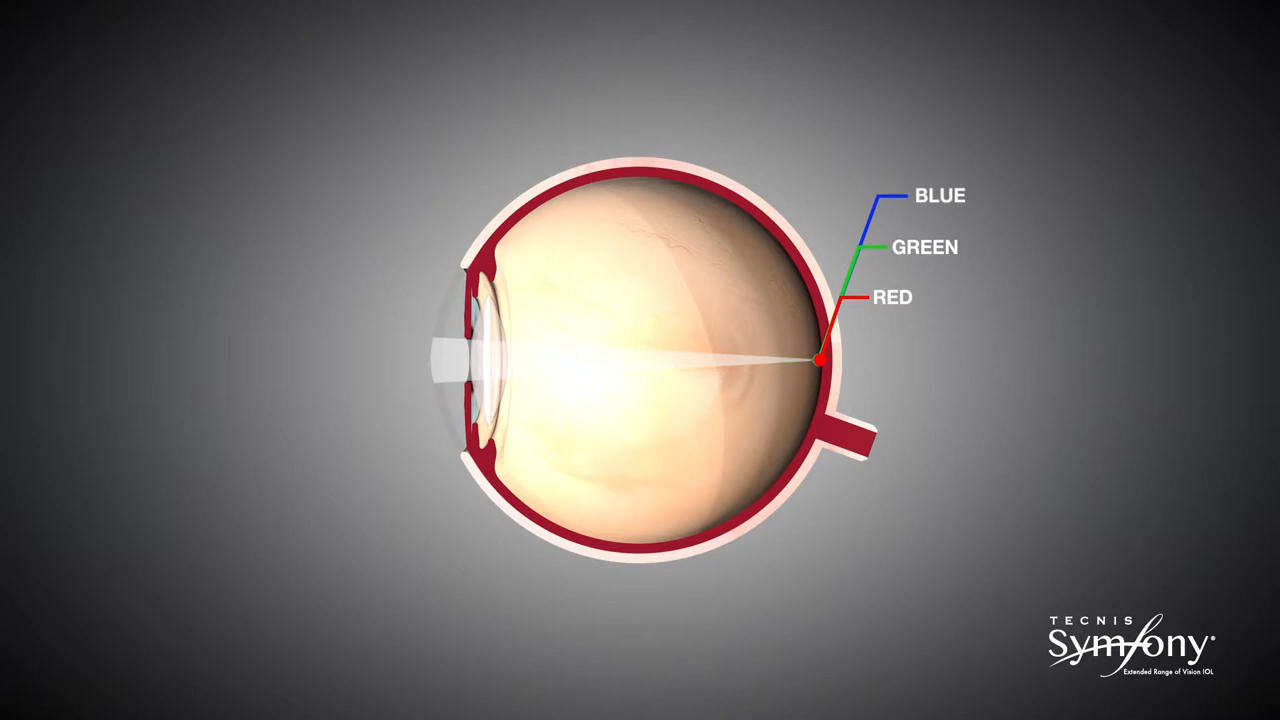 BLUE
GREEN
RED
TECNIS
Symfony®
Extended Range of Vision IOL